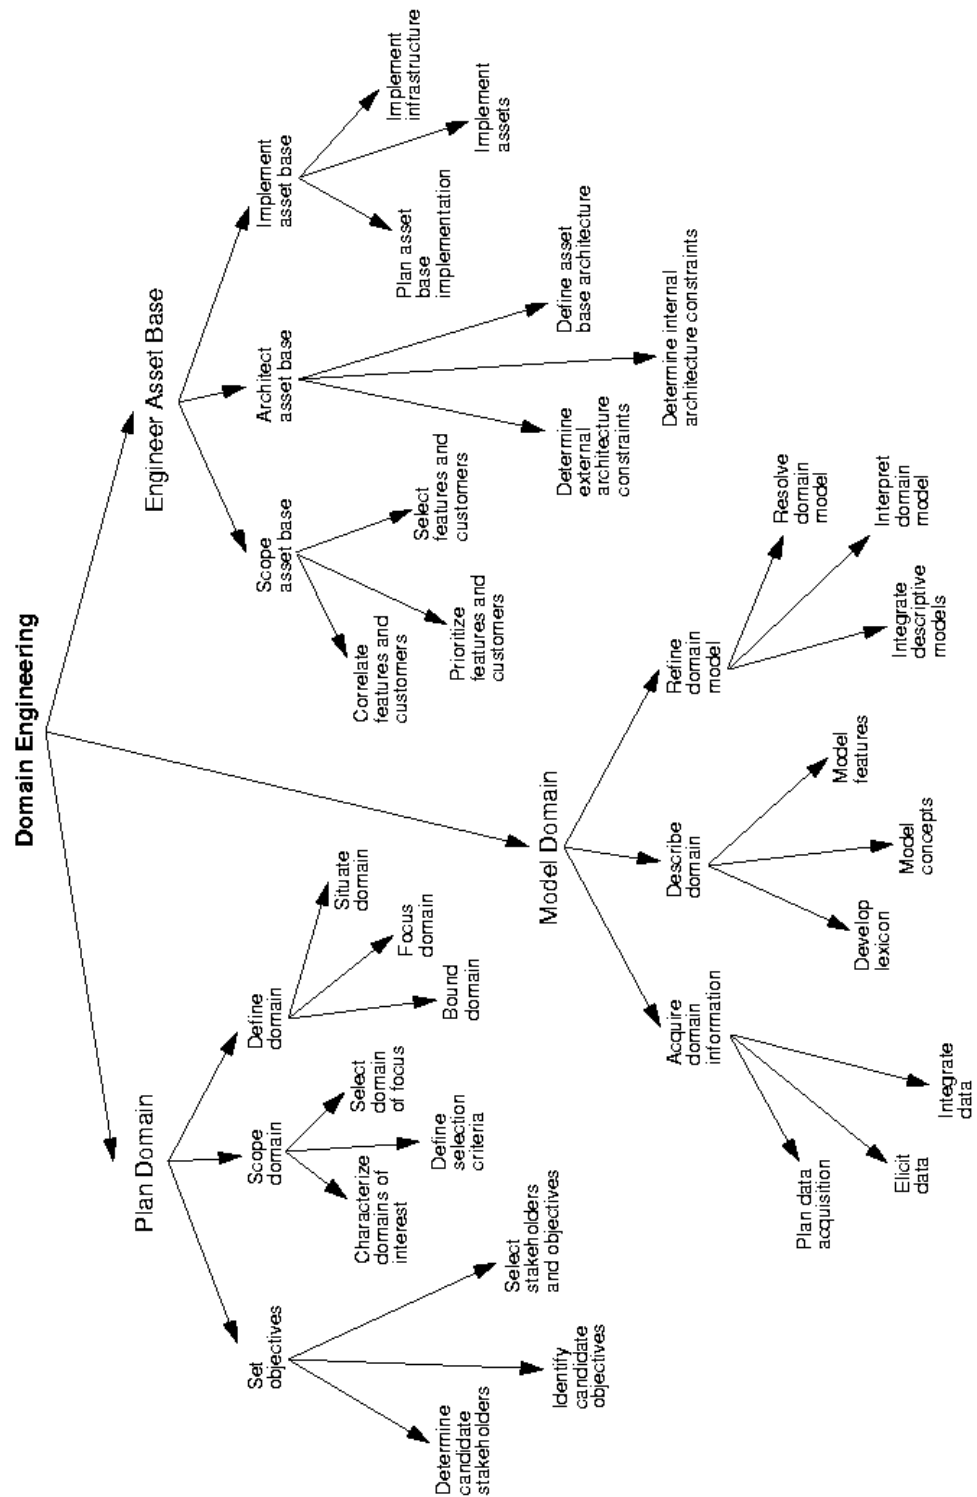 Domain Engineering
Plan Domain
Set
objectives
Determine
candidate
stakeholders
Identify
candidate
objectives
Select
stakeholders
and objectives
Scope
domain
Characterize
domains of
interest
Define
selection
criteria
Select
domain
of focus
Define
domain
Bound
domain
Focus
domain
Situate
domain
Model Domain
Acquire
domain
information
Plan data
acquisition
Elicit
data
Integrate
data
Describe
domain
Develop
lexicon
Model
concepts
Model
features
Refine
domain
model
Integrate
descriptive
models
Interpret
domain
model
Resolve
domain
model
Engineer Asset Base
Scope
asset base
Correlate
features and
customers
Prioritize
features and
customers
Select
features and
customers
Architect
asset base
Determine
external
architecture
constraints
Determine internal
architecture constraints
Define asset
base architecture
Implement
asset base
Plan asset
base
implementation
Implement
assets
Implement
infrastructure